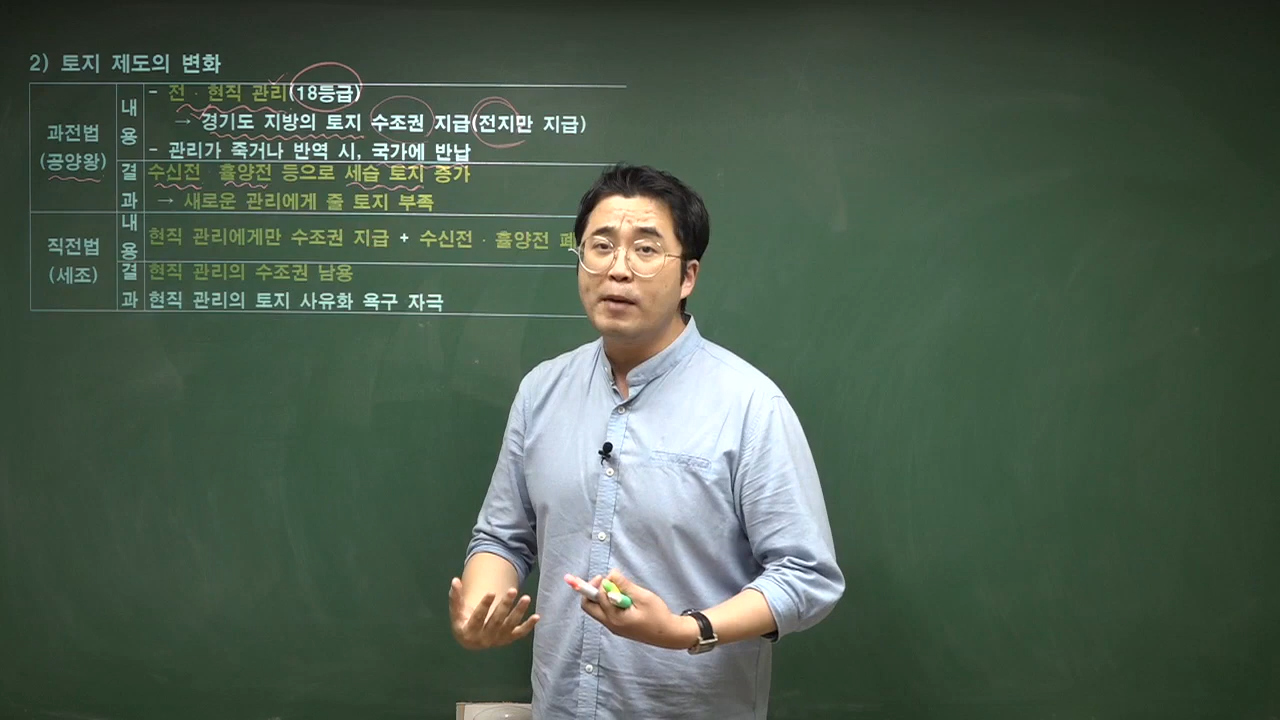 2) 토지 제도의 변화
과전법
(공양왕)
내
용
- 전·현직 관리(18등급)
→ 경기도 지방의 토지 수조권 지급(전지만 지급)
- 관리가 죽거나 반역 시, 국가에 반납
결
과
수신전·휼양전 등으로 세습 토지 증가
→ 새로운 관리에게 줄 토지 부족
직전법
(세조)
내
용
현직 관리에게만 수조권 지급 + 수신전·휼양전 폐
결
과
현직 관리의 수조권 남용
현직 관리의 토지 사유화 욕구 자극